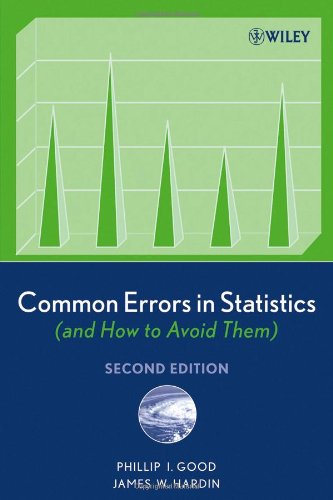 WILEY
Common Errors in Statistics
(and How to Avoid Them)
SECOND EDITION
PHILLIP I. GOOD
JAMES W. HARDIN